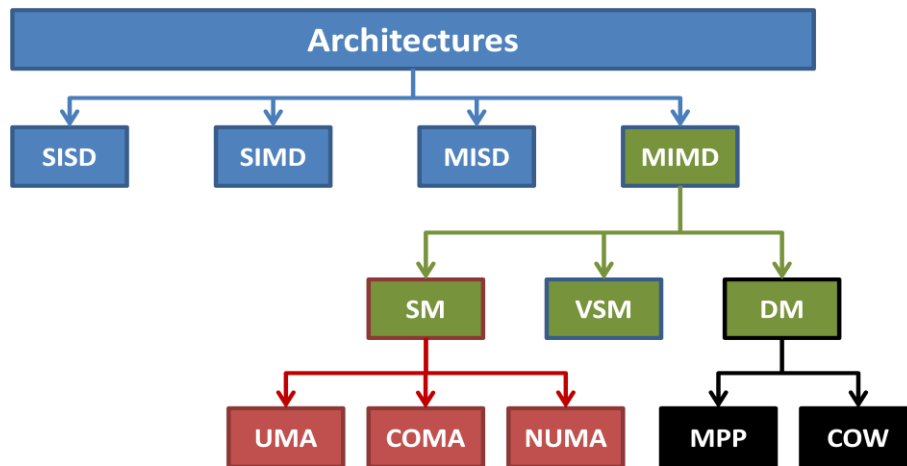 Architectures
SISD SIMD MISD MIMD
SM VSM DM
UMA COMA NUMA MPP COW